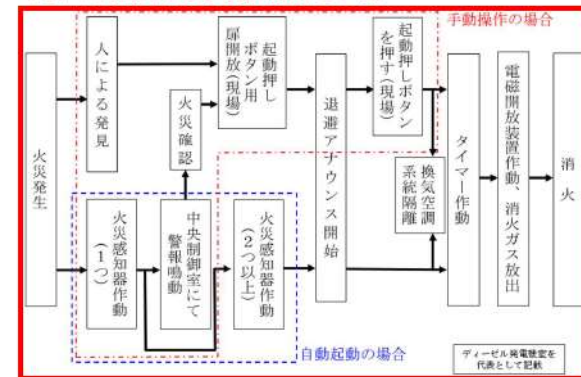 手動操作の場合
火災発生
人による発見
火災確認
起動押し
ボタン用
扉開放(現場)
退避アナウンス開始
起動押しボタン
を押す(現場)
換気空調
系統隔離
タイマー作動
電磁開放装置作動、消火ガス放出
消火
火災感知器作動
(1つ)
中央制御室にて
警報鳴動
火災感知器作動
(2つ以上)
自動起動の場合
ディーゼル発電機室を
代表として記載